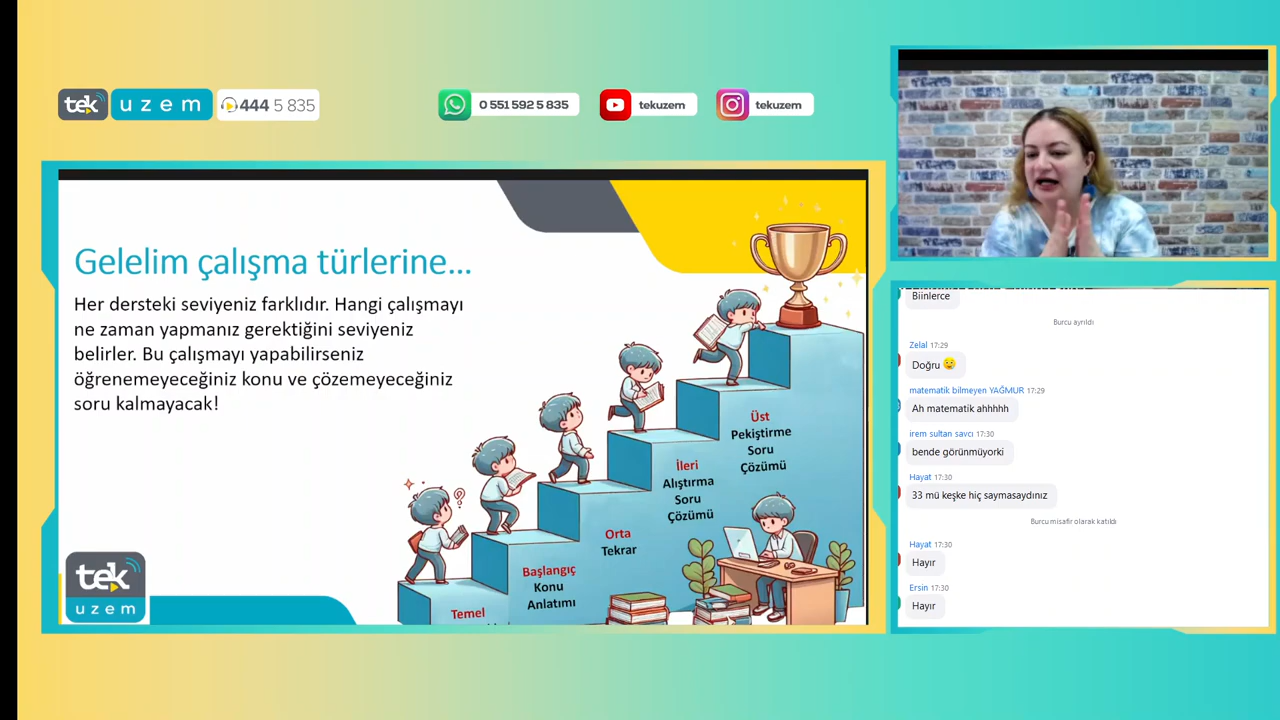 tek
uzem
444 5 835
0 551 592 5 835
tekuzem
tekuzem
Gelelim çalışma türlerine...
Her dersteki seviyeniz farklıdır. Hangi çalışmayı
ne zaman yapmanız gerektiğini seviyeniz
belirler. Bu çalışmayı yapabilirseniz
öğrenemeyeceğiniz konu ve çözemeyeceğiniz
soru kalmayacak!
Üst
Pekiştirme
Soru
Çözümü
İleri
Alıştırma
Soru
Çözümü
Orta
Tekrar
Başlangıç
Konu
Anlatımı
Temel
tek
uzem
Biinlerce
Burcu ayrıldı
Zelal 17:29
Doğru
matematik bilmeyen YAĞMUR 17:29
Ah matematik ahhhhh
irem sultan savcı 17:30
bende görünmüyorki
Hayat 17:30
33 mü keşke hiç saymasaydınız
Burcu misafir olarak katıldı
Hayat 17:30
Hayır
Ersin 17:30
Hayır